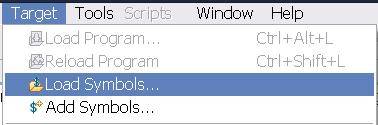 Target Tools Scripts Window Help
Load Program... Ctrl+Alt+L
Reload Program Ctrl+Shift+L
Load Symbols...
Add Symbols...